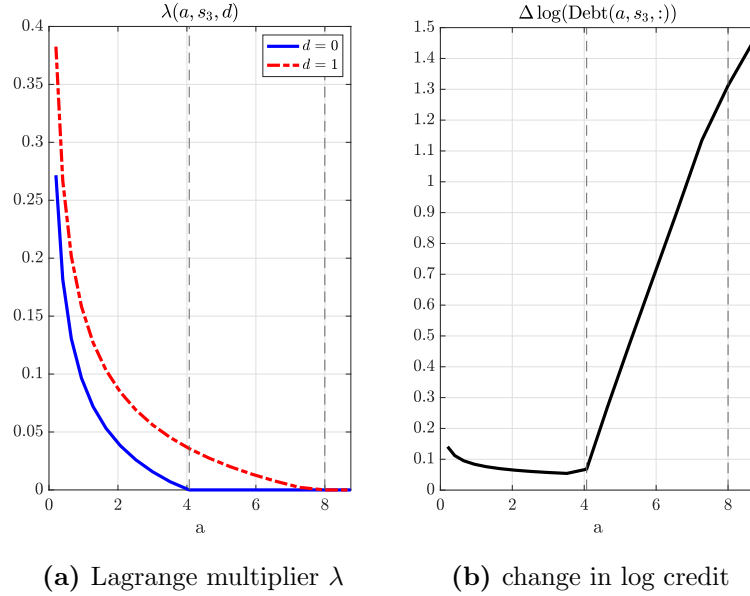 λ(a, s₃, d)
d = 0
d = 1
0.4
0.35
0.3
0.25
0.2
0.15
0.1
0.05
0
0 2 4 6 8
a
(a) Lagrange multiplier λ
Δ log(Debt(a, s₃, :))
1.5
1.4
1.3
1.2
1.1
1
0.9
0.8
0.7
0.6
0.5
0.4
0.3
0.2
0.1
0
0 2 4 6 8
a
(b) change in log credit